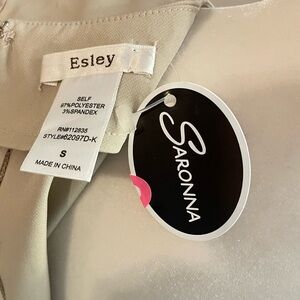 Esley
SELF
97%POLYESTER
3%SPANDEX
RN#112835
STYLE#62097D-K
S
MADE IN CHINA
SARONNA